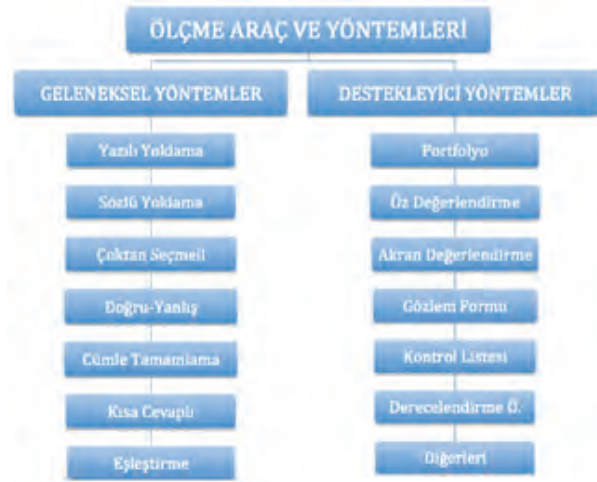 ÖLÇME ARAÇ VE YÖNTEMLERİ
GELENEKSEL YÖNTEMLER
Yazılı Yoklama
Sözlü Yoklama
Çoktan Seçmeli
Doğru-Yanlış
Cümle Tamamlama
Kısa Cevaplı
Eşleştirme
DESTEKLEYİCİ YÖNTEMLER
Portfolyo
Öz Değerlendirme
Akran Değerlendirme
Gözlem Formu
Kontrol Listesi
Derecelendirme Ö.
Diğerleri